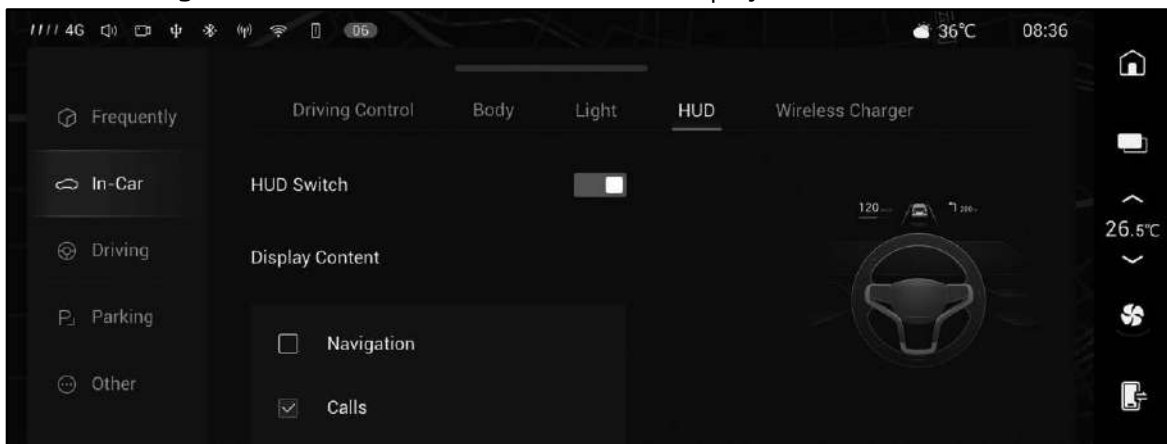 4G 06 36℃ 08:36
Frequently
In-Car
Driving
Parking
Other
Driving Control Body Light HUD Wireless Charger
HUD Switch
Display Content
Navigation
Calls
120
200
26.5℃